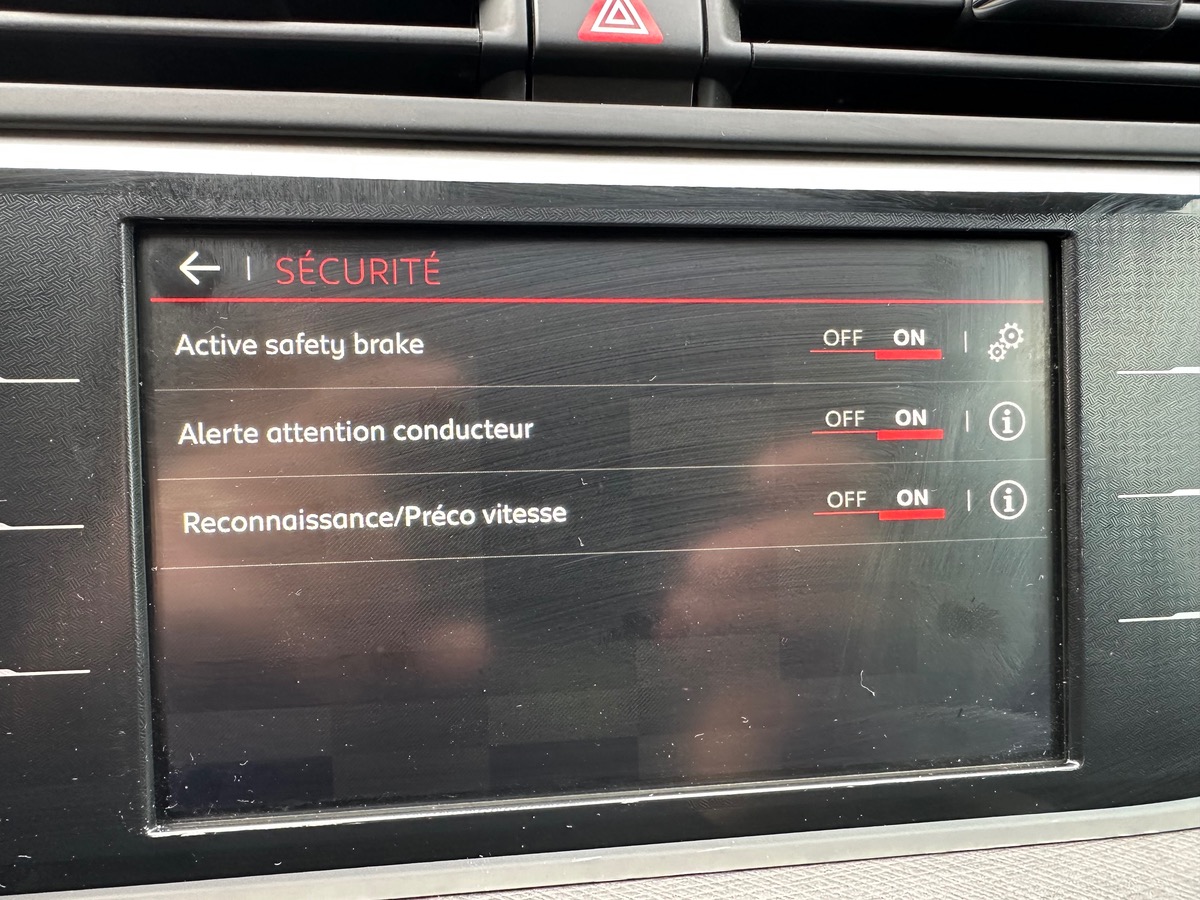 SÉCURITÉ
Active safety brake OFF ON
Alerte attention conducteur OFF ON
Reconnaissance/Préco vitesse OFF ON